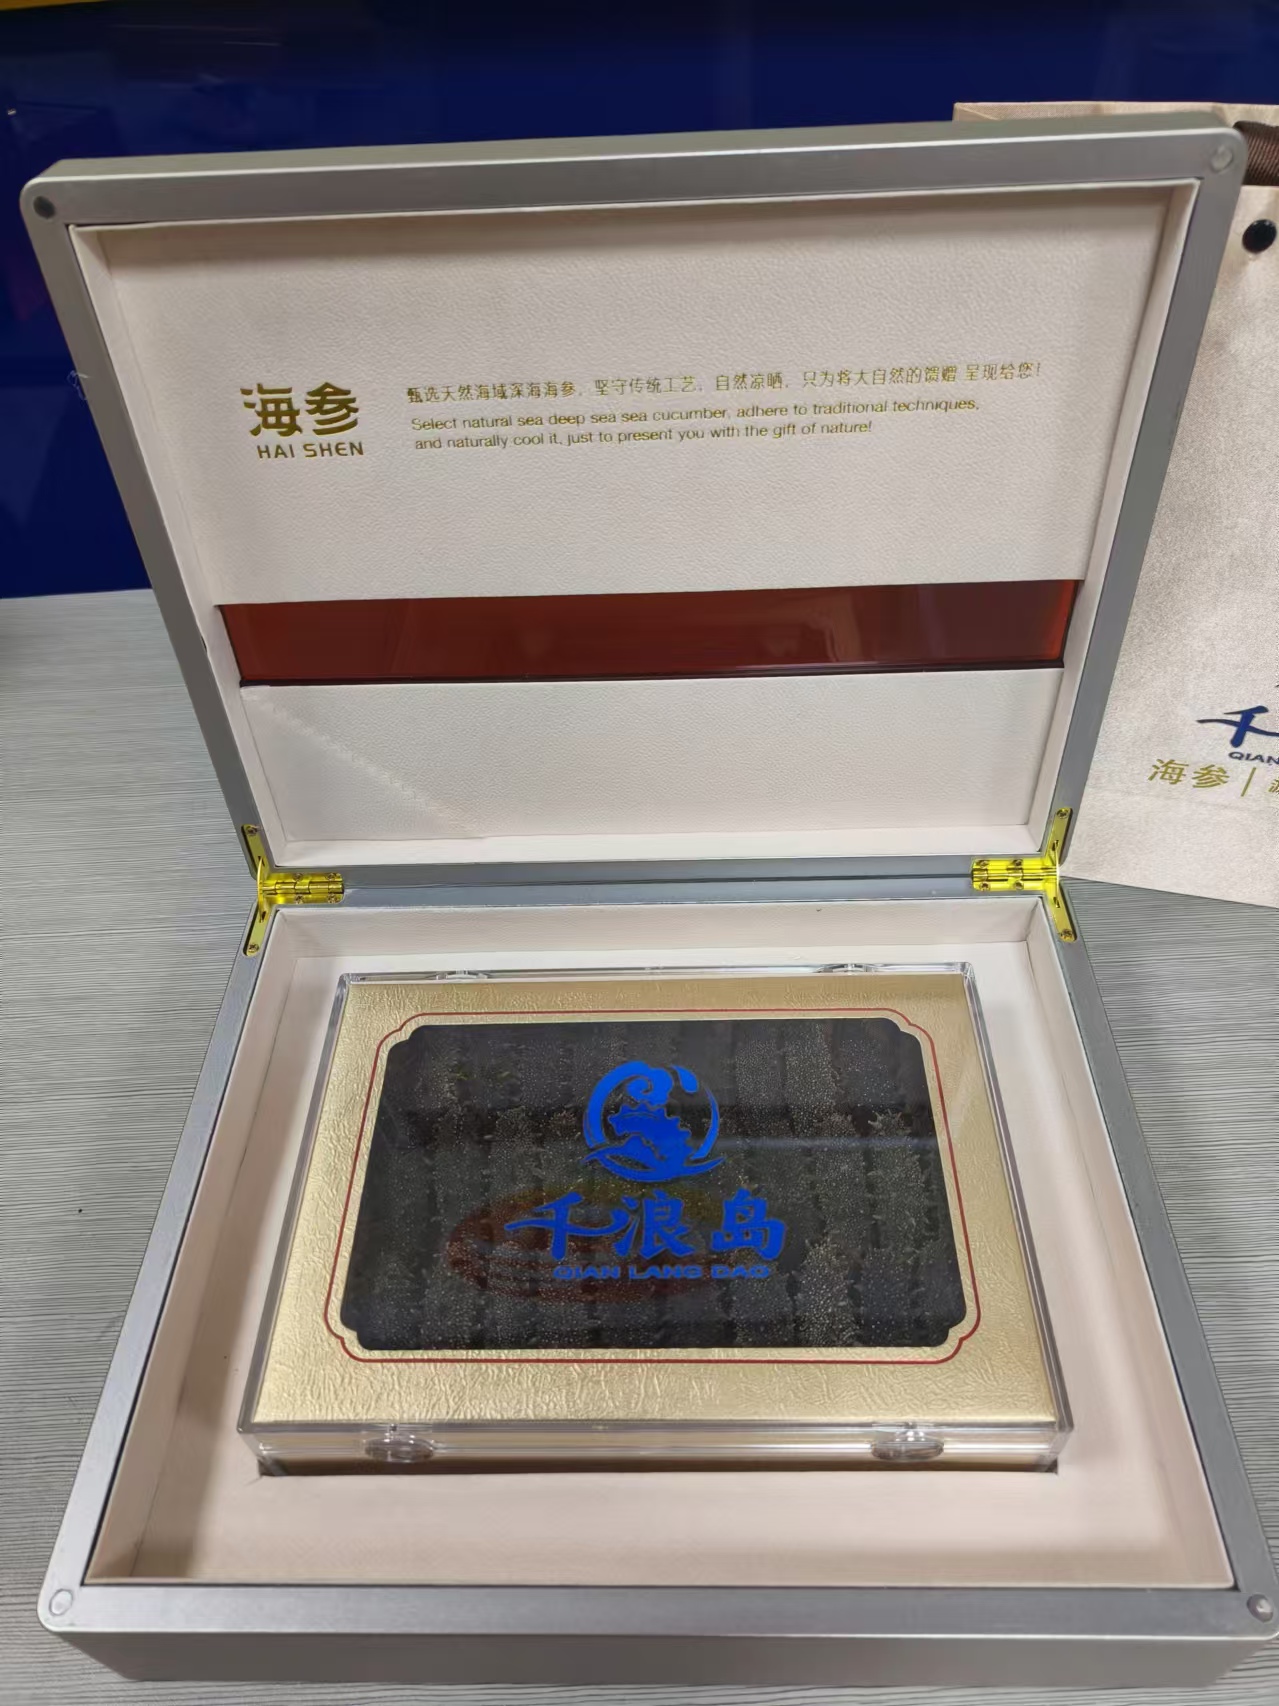 海参
HAI SHEN
甄选天然海域深海海参，坚守传统工艺，自然凉晒，只为将大自然的馈赠 呈现给您！
Select natural sea deep sea sea cucumber, adhere to traditional techniques,
and naturally cool it, just to present you with the gift of nature!
千
QIAN
海参 |
千浪岛
QIAN LANG DAO